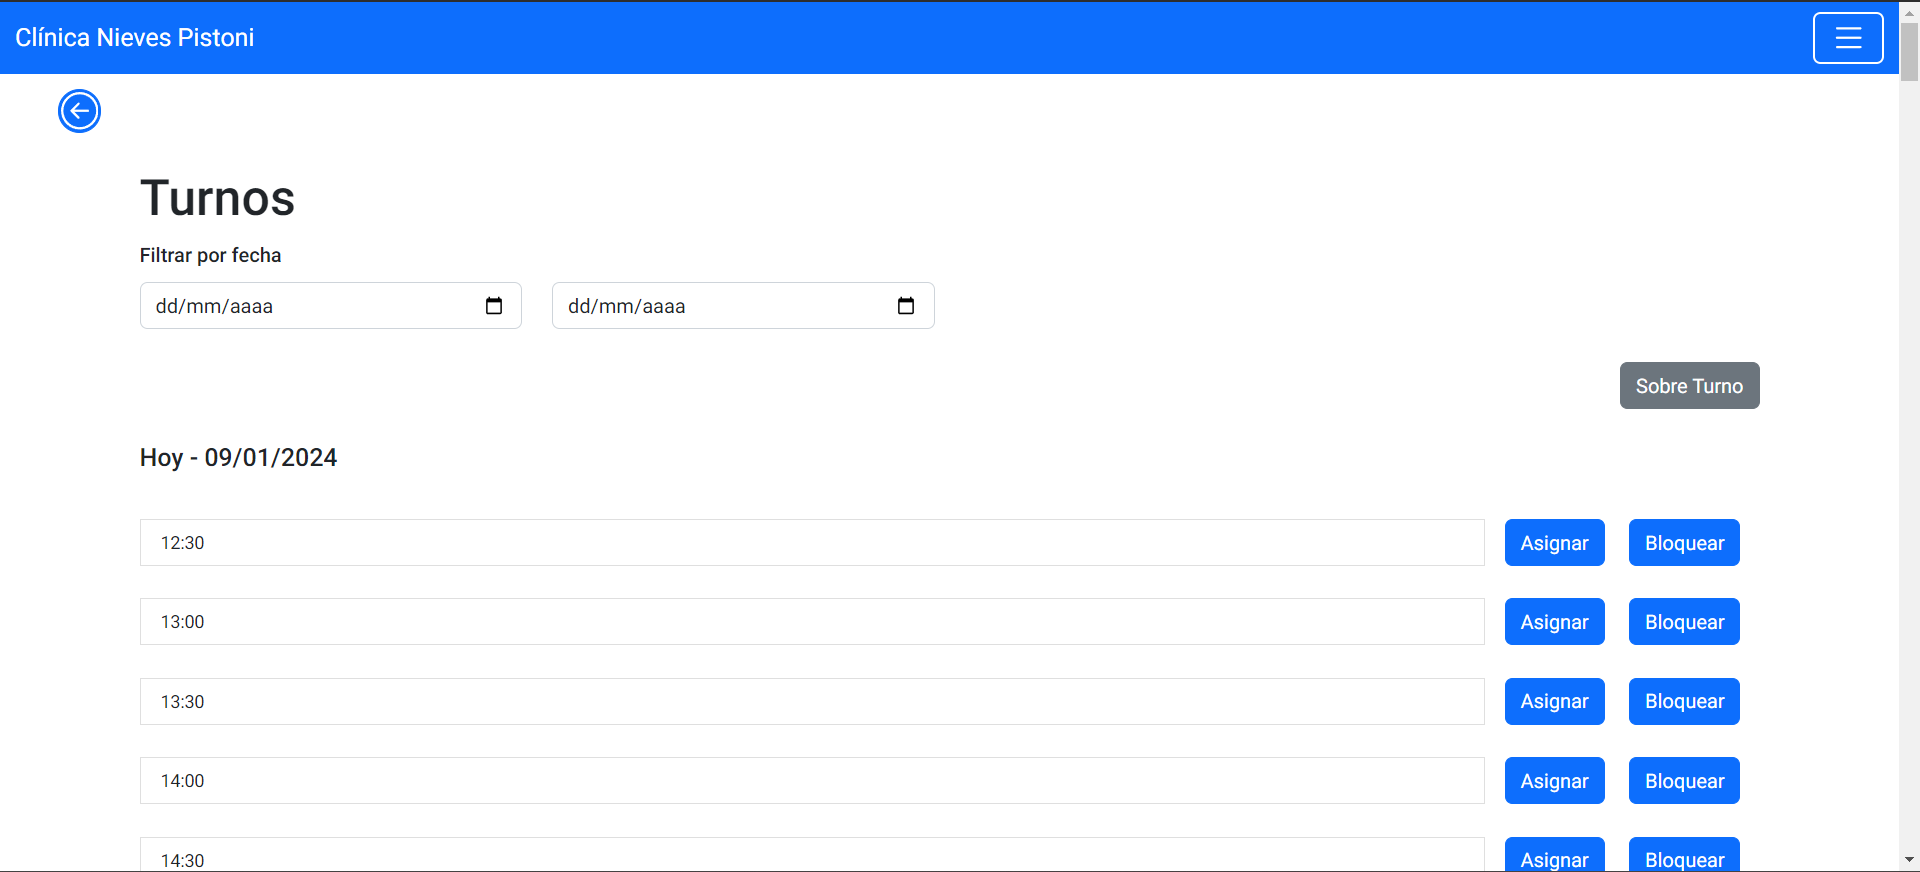 Clínica Nieves Pistoni
Turnos
Filtrar por fecha
dd/mm/aaaa dd/mm/aaaa
Sobre Turno
Hoy - 09/01/2024
12:30 Asignar Bloquear
13:00 Asignar Bloquear
13:30 Asignar Bloquear
14:00 Asignar Bloquear
14:30 Asignar Bloquear